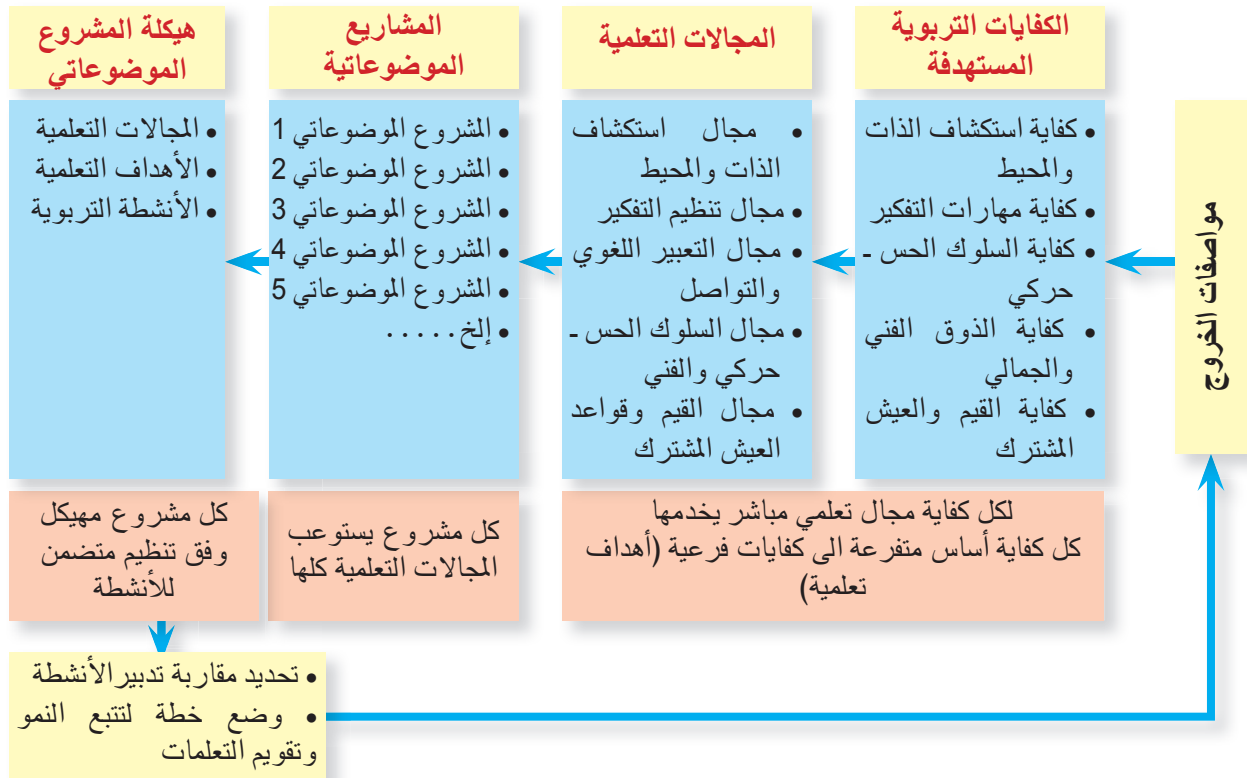 مواصفات الخروج
الكفايات التربوية
المستهدفة
• كفاية استكشاف الذات
والمحيط
• كفاية مهارات التفكير
• كفاية السلوك الحس ـ
حركي
• كفاية الذوق الفني
والجمالي
• كفاية القيم والعيش
المشترك
المجالات التعلمية
• مجال استكشاف
الذات والمحيط
• مجال تنظيم التفكير
• مجال التعبير اللغوي
والتواصل
• مجال السلوك الحس ـ
حركي والفني
• مجال القيم وقواعد
العيش المشترك
لكل كفاية مجال تعلمي مباشر يخدمها
كل كفاية أساس متفرعة الى كفايات فرعية (أهداف
تعلمية)
المشاريع
الموضوعاتية
• المشروع الموضوعاتي 1
• المشروع الموضوعاتي 2
• المشروع الموضوعاتي 3
• المشروع الموضوعاتي 4
• المشروع الموضوعاتي 5
• إلخ.....
كل مشروع يستوعب
المجالات التعلمية كلها
هيكلة المشروع
الموضوعاتي
• المجالات التعلمية
• الأهداف التعلمية
• الأنشطة التربوية
كل مشروع مهيكل
وفق تنظيم متضمن
للأنشطة
• تحديد مقاربة تدبير الأنشطة
• وضع خطة لتتبع النمو
وتقويم التعلمات